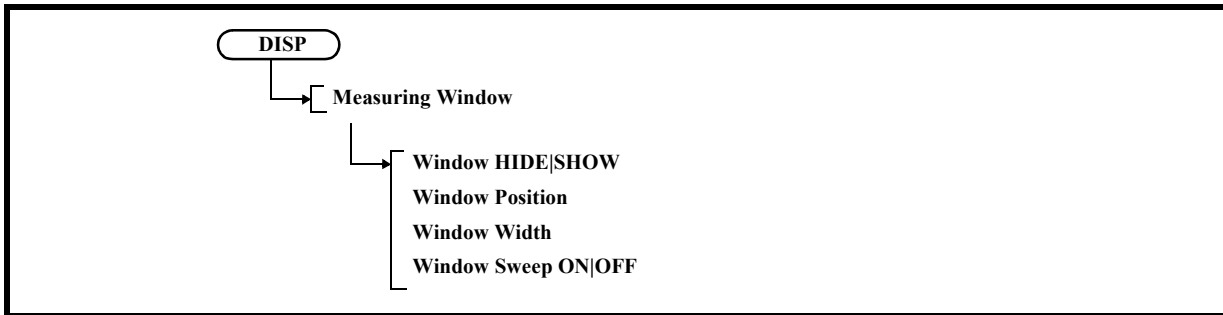 DISP
Measuring Window
Window HIDE|SHOW
Window Position
Window Width
Window Sweep ON|OFF